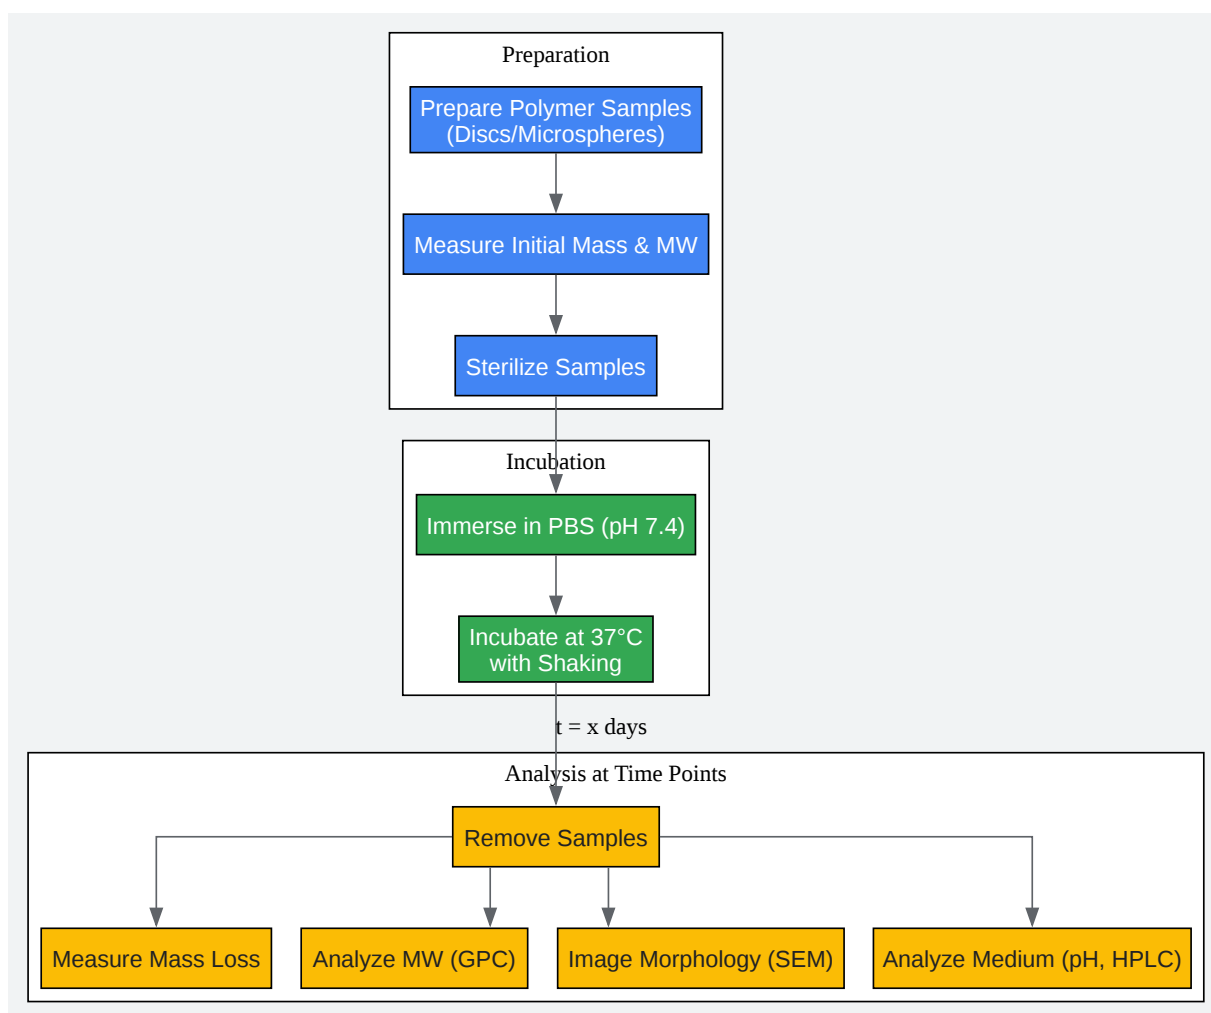 Preparation
Prepare Polymer Samples
(Discs/Microspheres)
Measure Initial Mass & MW
Sterilize Samples
Incubation
Immerse in PBS (pH 7.4)
Incubate at 37°C
with Shaking
t = x days
Analysis at Time Points
Remove Samples
Measure Mass Loss
Analyze MW (GPC)
Image Morphology (SEM)
Analyze Medium (pH, HPLC)